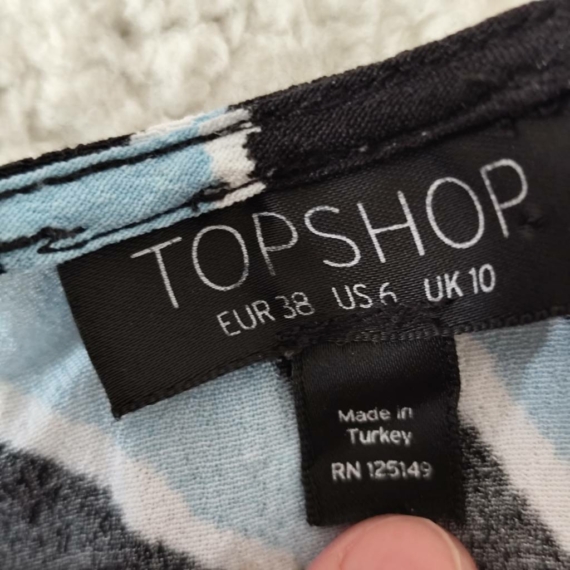 TOPSHOP
EUR 38 US 6 UK 10
Made in
Turkey
RN 125149